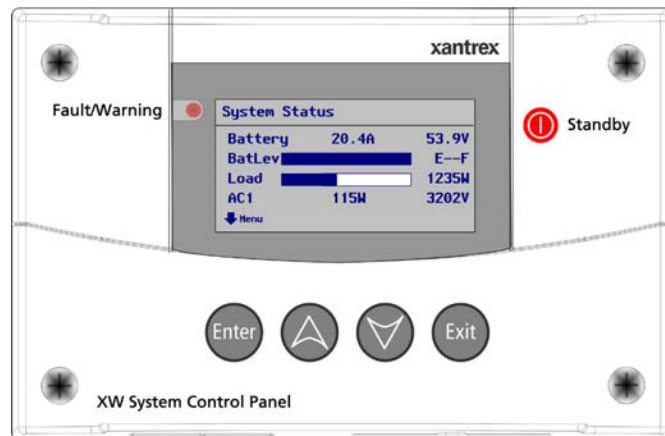 xantrex
Fault/Warning
Standby
System Status
Battery 20.4A 53.9V
BatLev E--F
Load 1235W
AC1 115W 3202V
Menu
Enter
Exit
XW System Control Panel